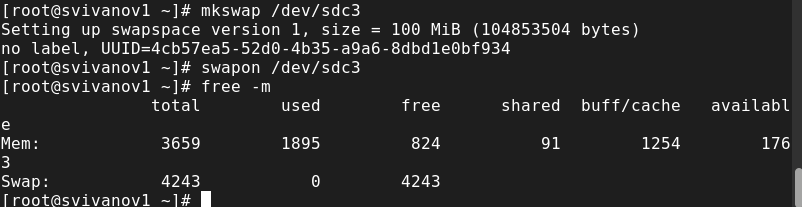 [root@svivanov1 ~]# mkswap /dev/sdc3
Setting up swapspace version 1, size = 100 MiB (104853504 bytes)
no label, UUID=4cb57ea5-52d0-4b35-a9a6-8dbd1e0bf934
[root@svivanov1 ~]# swapon /dev/sdc3
[root@svivanov1 ~]# free -m
               total        used        free      shared  buff/cache   availabl
e
Mem:            3659        1895         824          91        1254         176
3
Swap:           4243           0        4243
[root@svivanov1 ~]#